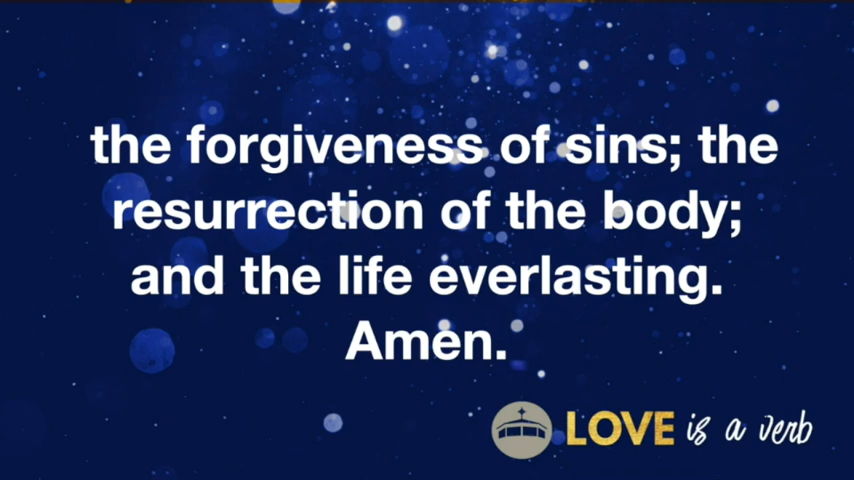 the forgiveness of sins; the
resurrection of the body;
and the life everlasting.
Amen.
LOVE is a verb